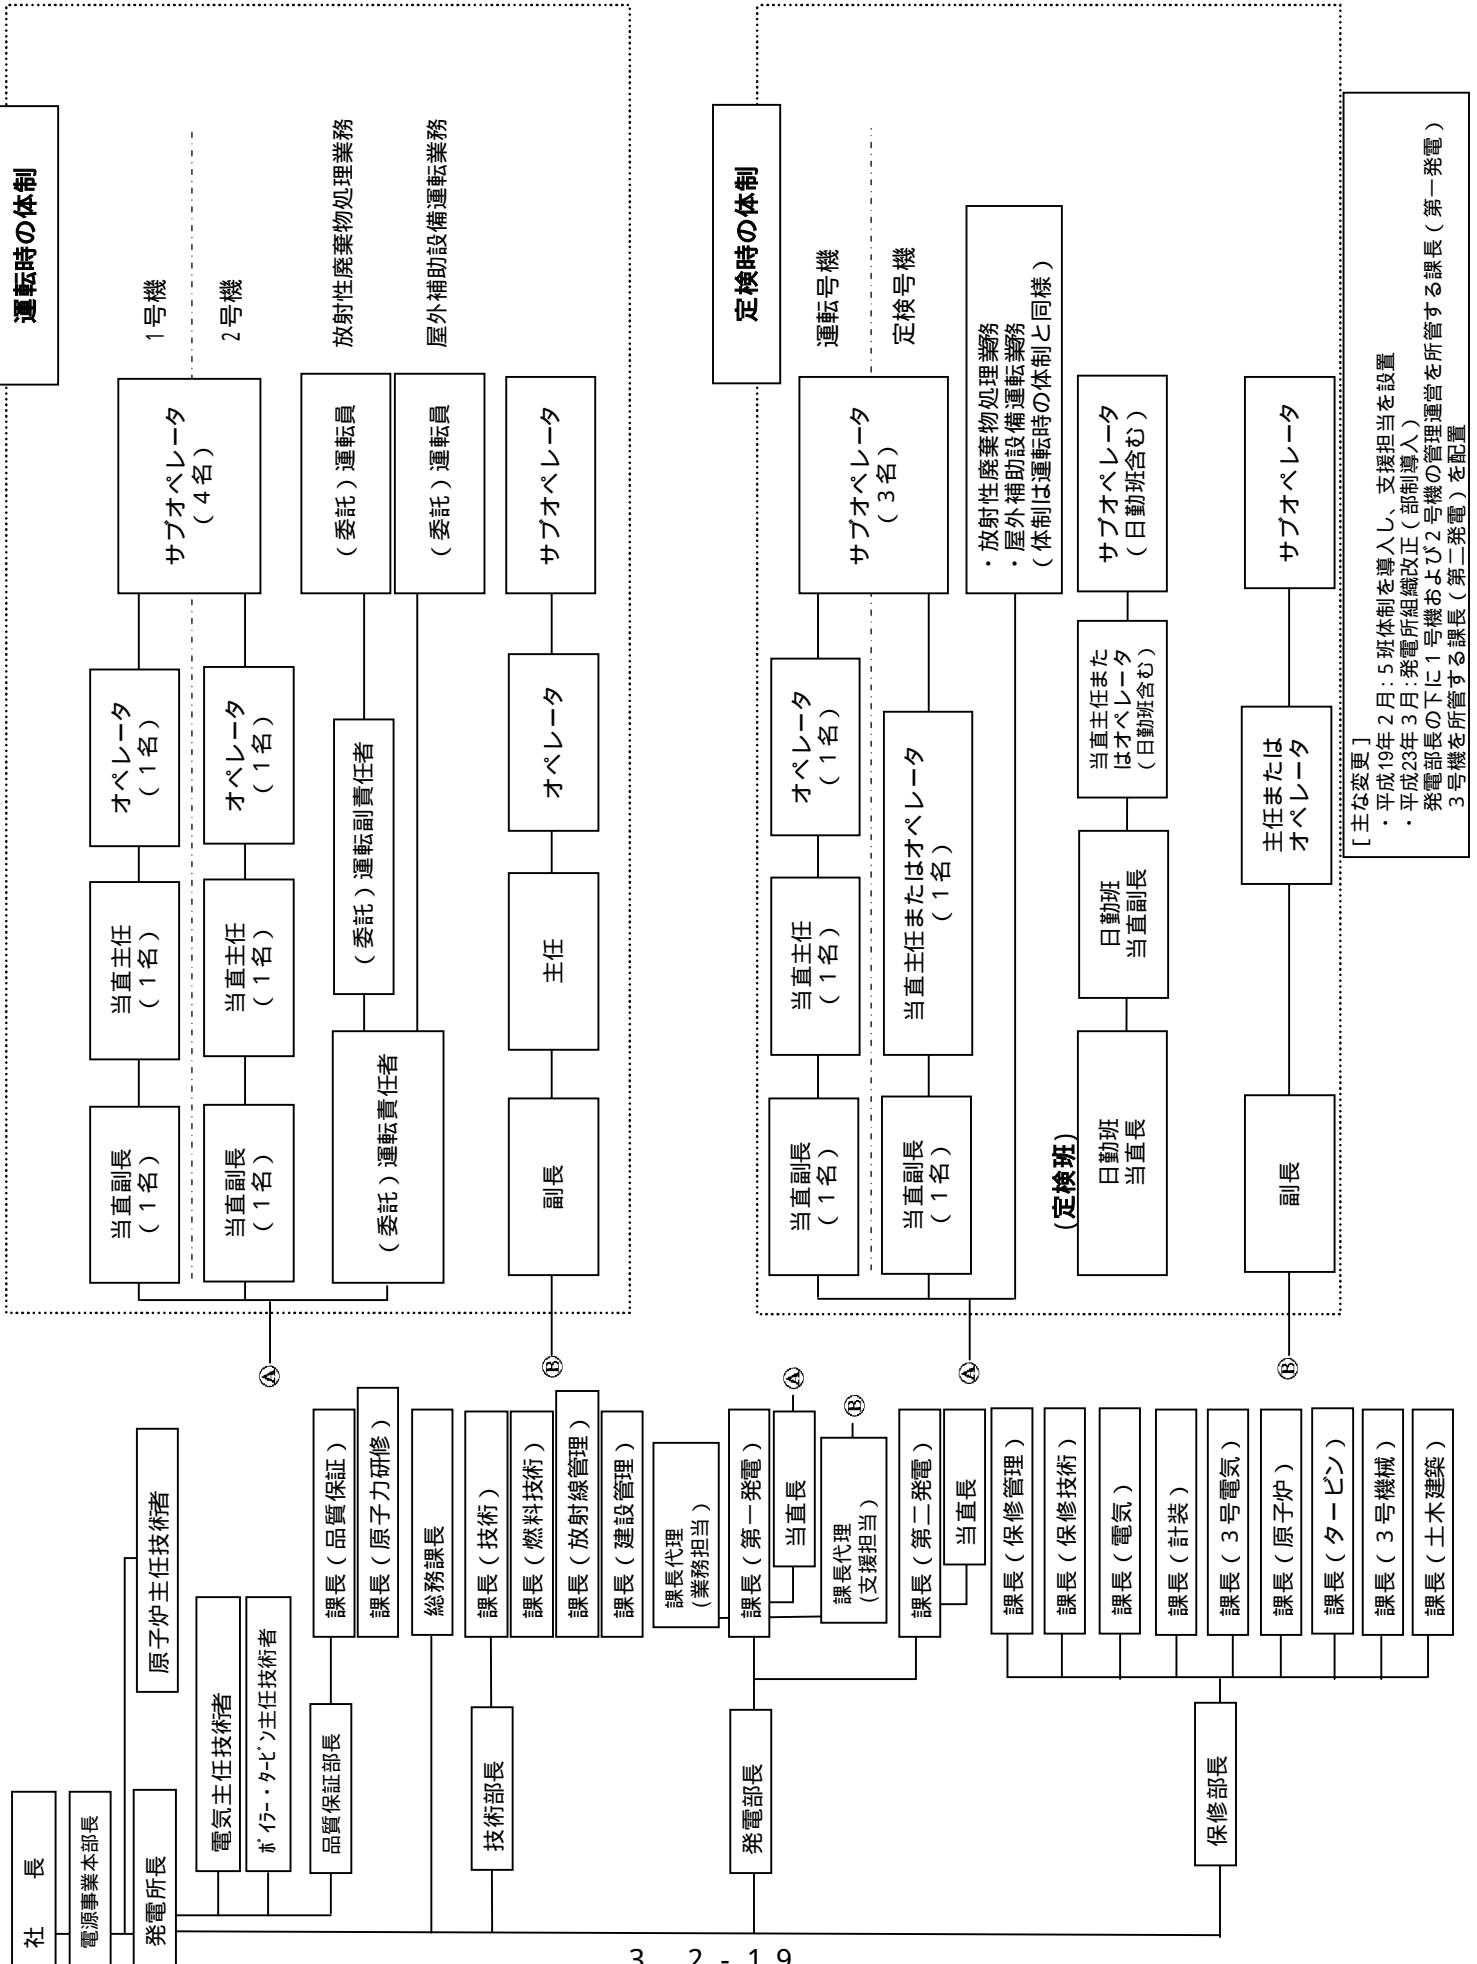 社　長
電源事業本部長
発電所長
原子炉主任技術者
電気主任技術者
ﾎﾞｲﾗｰ・ﾀｰﾋﾞﾝ主任技術者
品質保証部長
課長（品質保証）
課長（原子力研修）
総務課長
技術部長
課長（技術）
課長（燃料技術）
課長（放射線管理）
課長（建設管理）
発電部長
課長代理
（業務担当）
課長（第一発電）
当直長
Ⓐ
課長代理
（支援担当）
Ⓑ
課長（第二発電）
当直長
保修部長
課長（保修管理）
課長（保修技術）
課長（電気）
課長（計装）
課長（３号電気）
課長（原子炉）
課長（タービン）
課長（３号機械）
課長（土木建築）
運転時の体制
Ⓐ
当直副長
（１名）
当直主任
（１名）
オペレータ
（１名）
サブオペレータ
（４名）
1号機
当直副長
（１名）
当直主任
（１名）
オペレータ
（１名）
2号機
（委託）運転責任者
（委託）運転副責任者
（委託）運転員
放射性廃棄物処理業務
（委託）運転員
屋外補助設備運転業務
Ⓑ
副長
主任
オペレータ
サブオペレータ
定検時の体制
Ⓐ
当直副長
（１名）
当直主任
（１名）
オペレータ
（１名）
サブオペレータ
（３名）
運転号機
当直副長
（１名）
当直主任またはオペレータ
（１名）
定検号機
・放射性廃棄物処理業務
・屋外補助設備運転業務
（体制は運転時の体制と同様）
（定検班）
日勤班
当直長
日勤班
当直副長
当直主任また
はオペレータ
（日勤班含む）
サブオペレータ
（日勤班含む）
Ⓑ
副長
主任または
オペレータ
サブオペレータ
［主な変更］
・平成19年２月：５班体制を導入し、支援担当を設置
・平成23年３月：発電所組織改正（部制導入）
発電部長の下に１号機および２号機の管理運営を所管する課長（第一発電）
３号機を所管する課長（第二発電）を配置
3．2-19